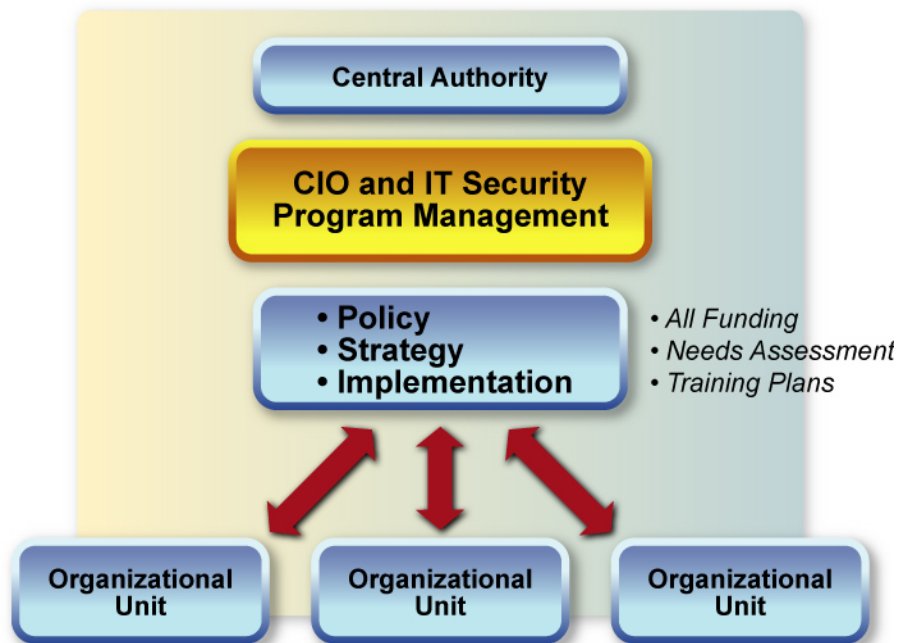 Central Authority
CIO and IT Security
Program Management
• Policy
• Strategy
• Implementation
• All Funding
• Needs Assessment
• Training Plans
Organizational
Unit
Organizational
Unit
Organizational
Unit